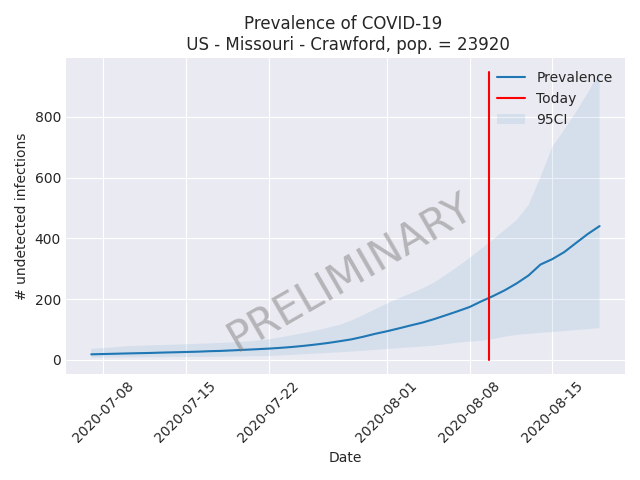 Prevalence of COVID-19
US - Missouri - Crawford, pop. = 23920
Prevalence
Today
95CI
800
600
400
200
0
# undetected infections
PRELIMINARY
2020-07-08
2020-07-15
2020-07-22
2020-08-01
2020-08-08
2020-08-15
Date